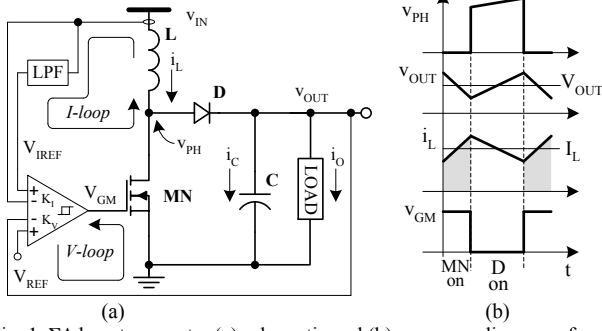 v_IN
L
i_L
LPF
I-loop
D
v_OUT
V_IREF
v_PH
i_C
i_O
C
LOAD
+
-
K_I
K_V
-
+
V_GM
MN
V_REF
V-loop
(a)
v_PH
v_OUT
V_OUT
i_L
I_L
v_GM
MN on
D on
t
(b)